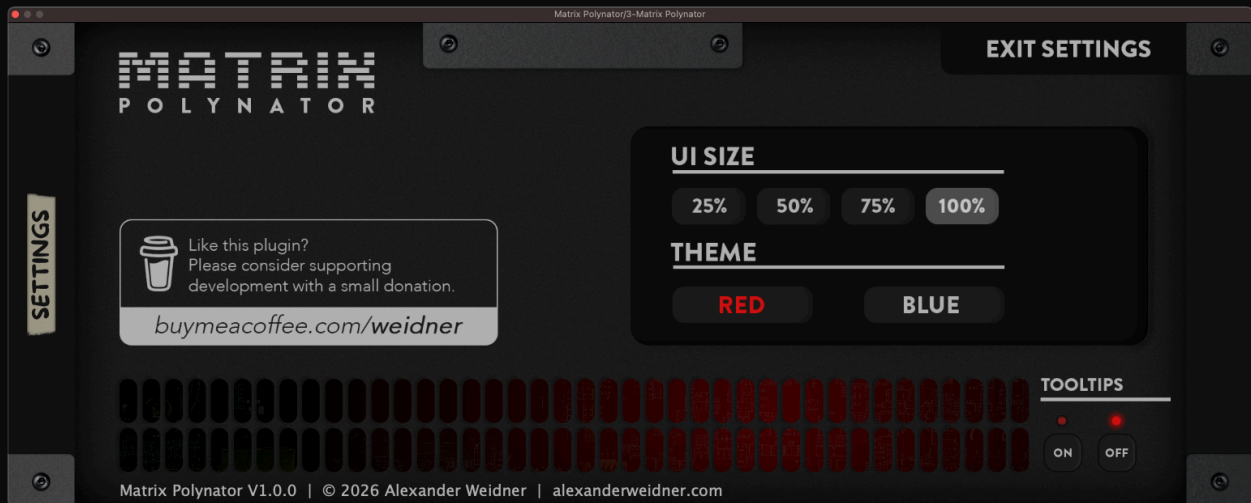 Matrix Polynator/3-Matrix Polynator
MATRIX
POLYNATOR
EXIT SETTINGS
SETTINGS
UI SIZE
25% 50% 75% 100%
THEME
RED BLUE
Like this plugin?
Please consider supporting
development with a small donation.
buymeacoffee.com/weidner
TOOLTIPS
ON OFF
Matrix Polynator V1.0.0 | © 2026 Alexander Weidner | alexanderweidner.com